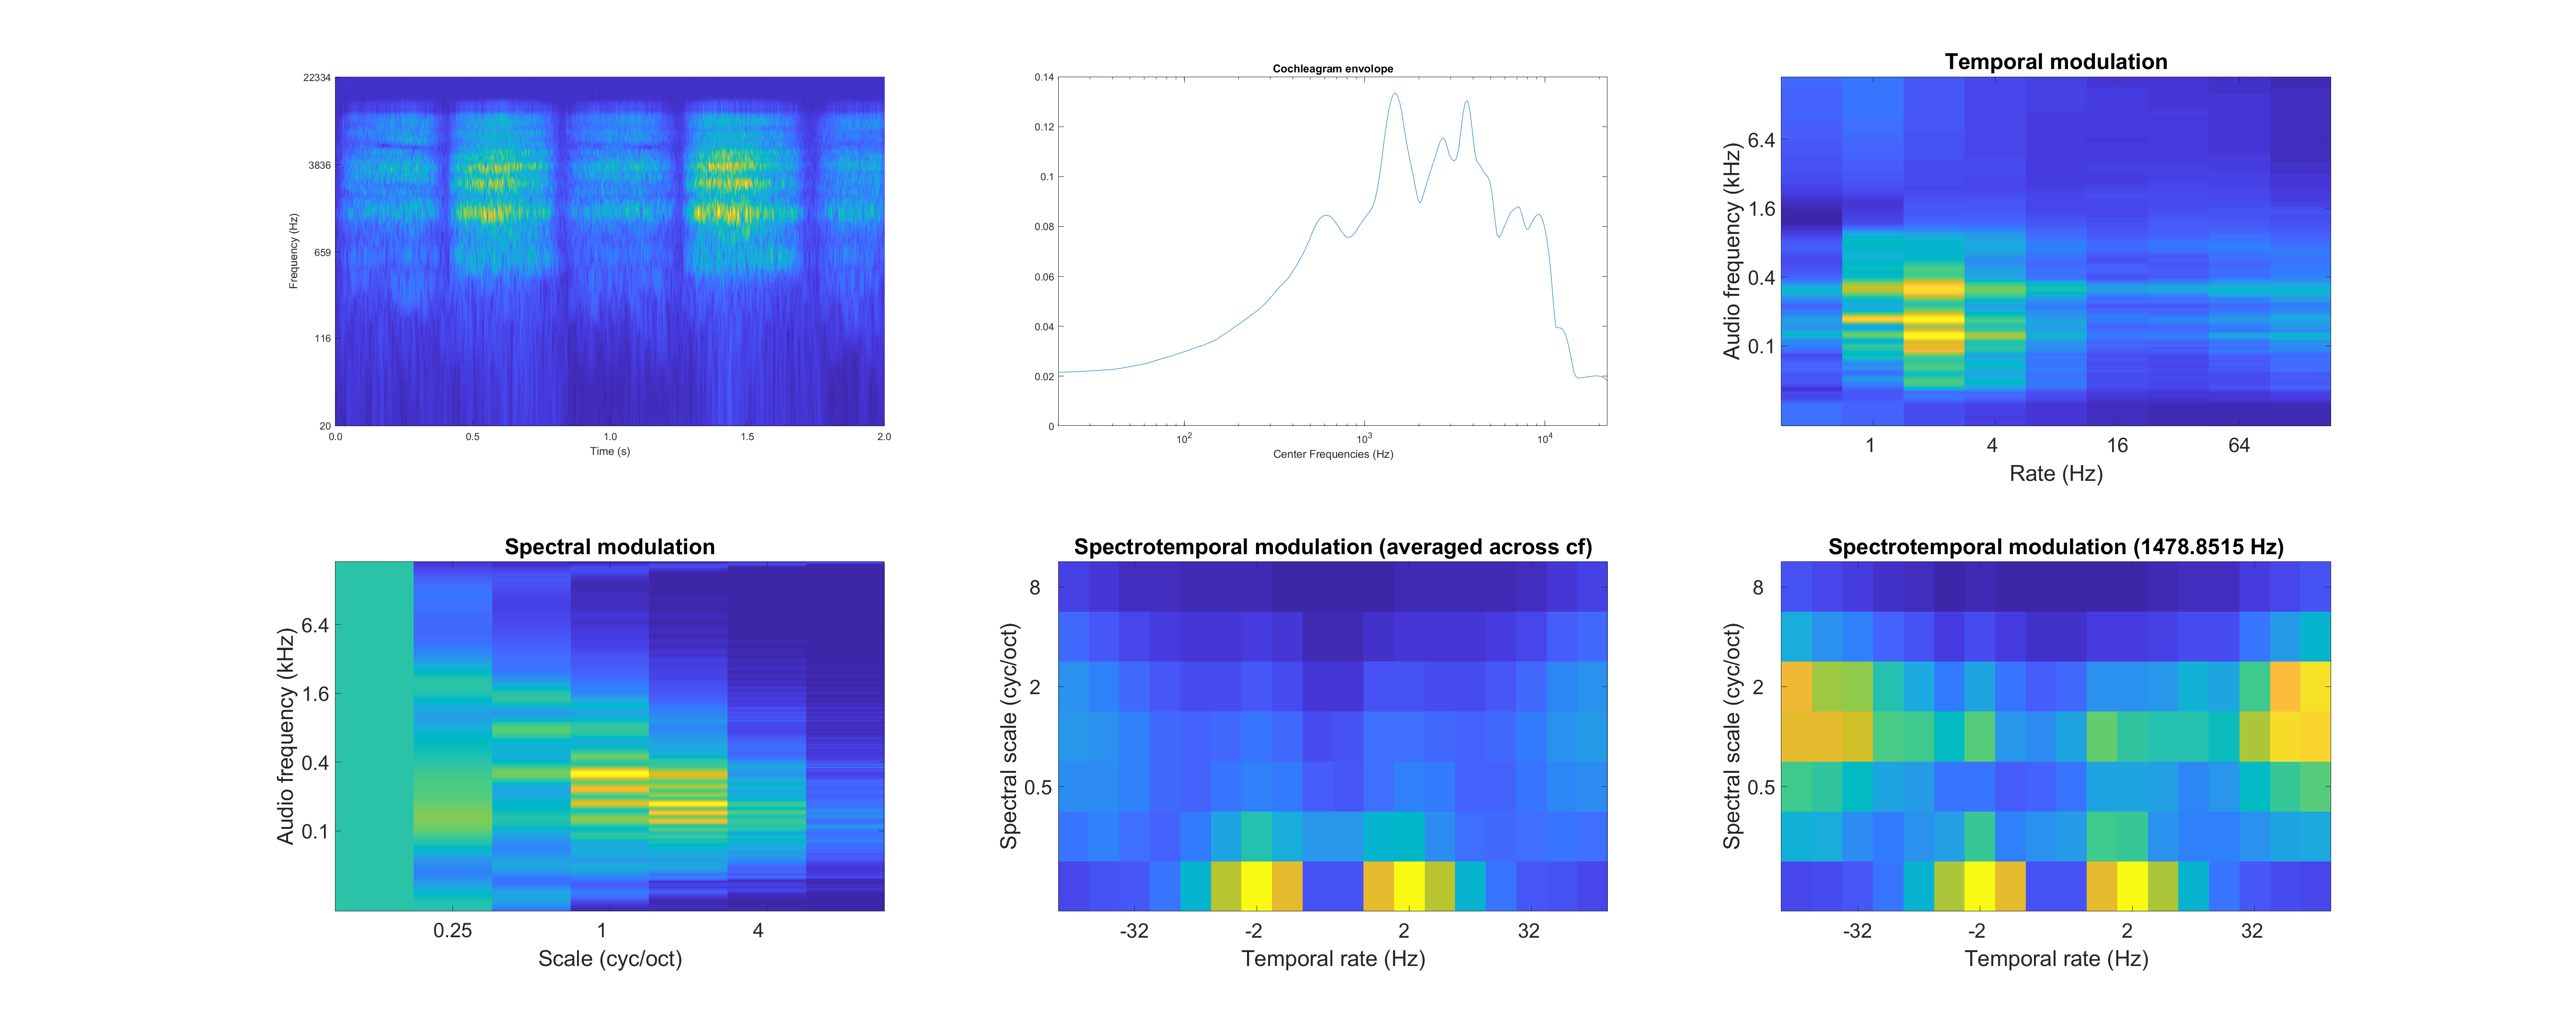 22334
3836
659
116
20
Frequency (Hz)
0.0 0.5 1.0 1.5 2.0
Time (s)
Cochleagram envolope
0.14
0.12
0.1
0.08
0.06
0.04
0.02
0
10^2 10^3 10^4
Center Frequencies (Hz)
Temporal modulation
6.4
1.6
0.4
0.1
Audio frequency (kHz)
1 4 16 64
Rate (Hz)
Spectral modulation
6.4
1.6
0.4
0.1
Audio frequency (kHz)
0.25 1 4
Scale (cyc/oct)
Spectrotemporal modulation (averaged across cf)
8
2
0.5
Spectral scale (cyc/oct)
-32 -2 2 32
Temporal rate (Hz)
Spectrotemporal modulation (1478.8515 Hz)
8
2
0.5
Spectral scale (cyc/oct)
-32 -2 2 32
Temporal rate (Hz)